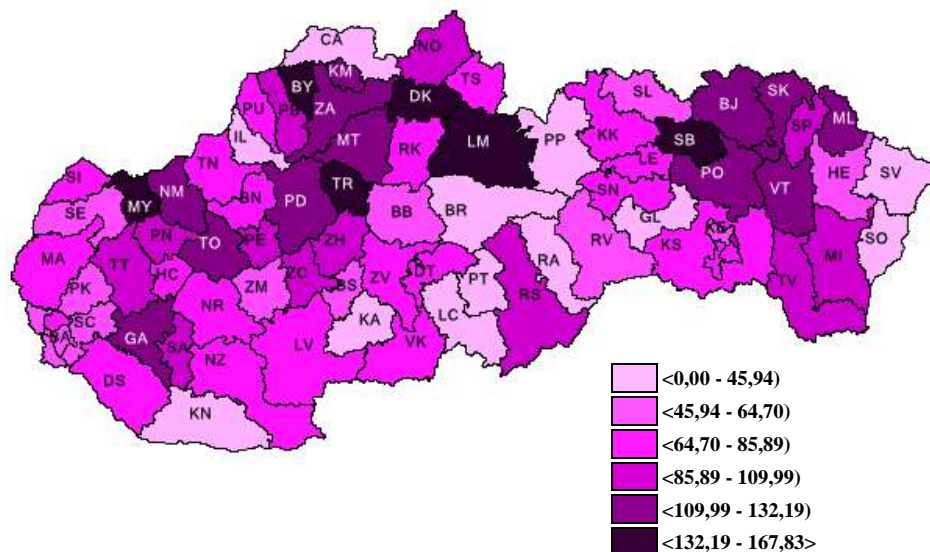 CA
NO
KM
BY
TS
DK
PU
PB
ZA
SL
BJ
SK
ML
SP
IL
MT
RK
LM
PP
KK
SB
TN
LE
PO
HE
SV
SI
NM
BN
PD
TR
SN
VT
MY
SE
BB
BR
GL
PN
TO
PE
ZH
RV
KS
SO
MA
TT
HC
ZC
ZV
DT
RA
MI
PK
ZM
BS
PT
TV
NR
RS
SC
KA
LC
BA
GA
SA
NZ
LV
VK
DS
KN
<0,00 - 45,94)
<45,94 - 64,70)
<64,70 - 85,89)
<85,89 - 109,99)
<109,99 - 132,19)
<132,19 - 167,83>